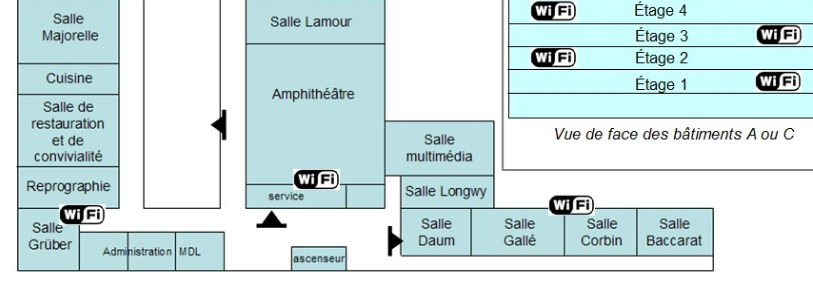 Salle
Majorelle
Cuisine
Salle de
restauration
et de
convivialité
Reprographie
WiFi
Salle
Grüber
Administration
MDL
Salle Lamour
Amphithéâtre
WiFi
service
ascenseur
Salle
multimédia
Salle Longwy
WiFi
Salle
Daum
Salle
Gallé
Salle
Corbin
Salle
Baccarat
WiFi Étage 4
Étage 3 WiFi
WiFi Étage 2
Étage 1 WiFi
Vue de face des bâtiments A ou C